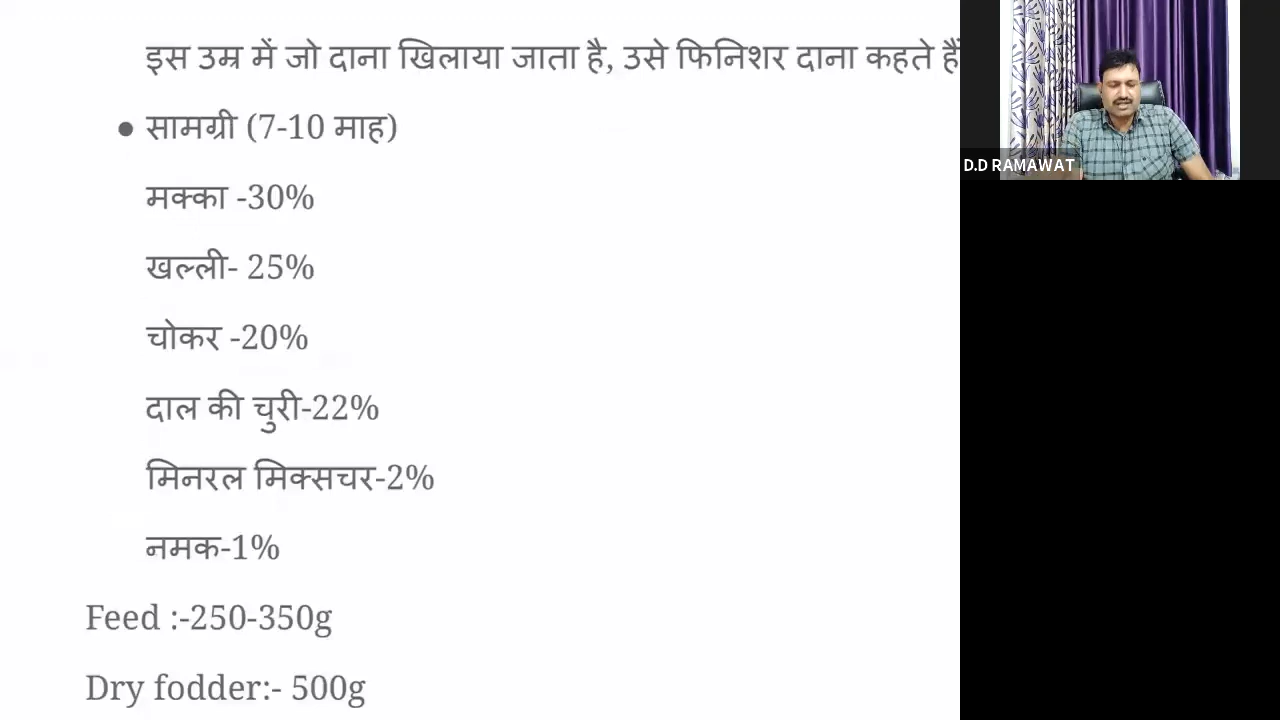 इस उम्र में जो दाना खिलाया जाता है, उसे फिनिशर दाना कहते हैं
● सामग्री (7-10 माह)
मक्का -30%
खल्ली- 25%
चोकर -20%
दाल की चुरी-22%
मिनरल मिक्सचर-2%
नमक-1%
Feed :-250-350g
Dry fodder:- 500g
D.D RAMAWAT